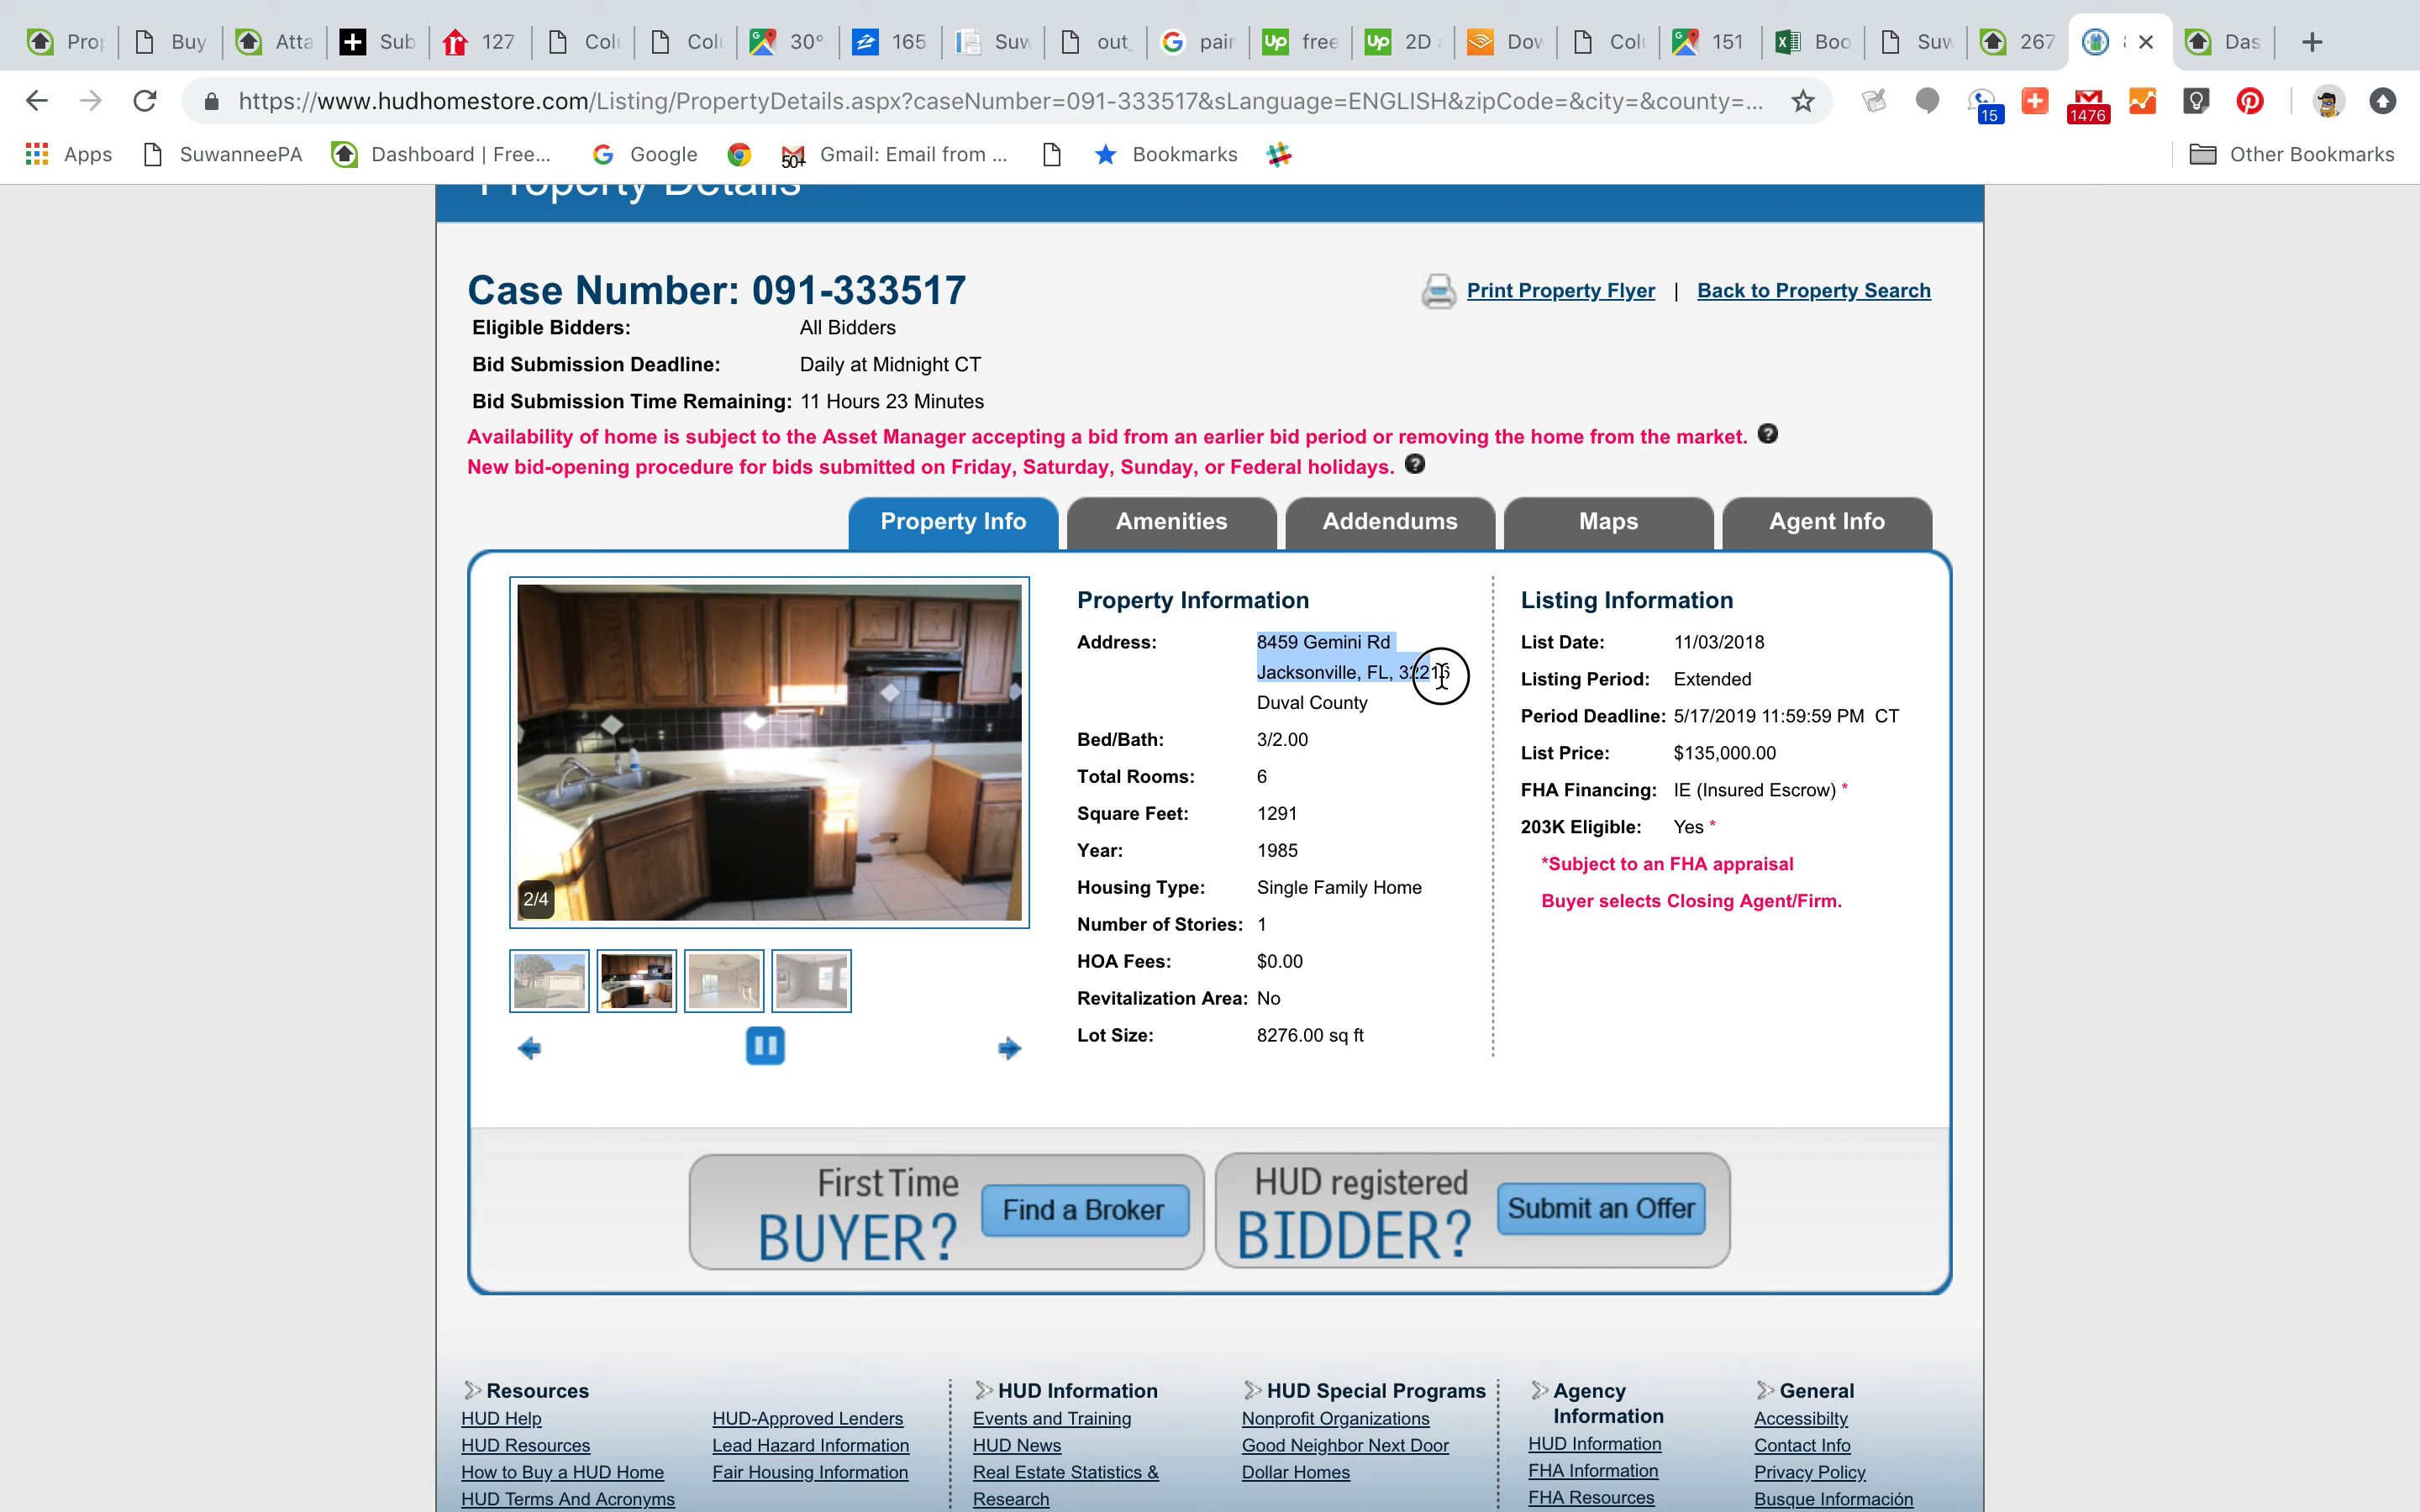 Prop
Buy
Atta
Sub
127
Colu
Colu
30°
165
Suw
out_
pair
free
2D
Dow
Colu
151
Boo
Suw
267
Das
https://www.hudhomestore.com/Listing/PropertyDetails.aspx?caseNumber=091-333517&sLanguage=ENGLISH&zipCode=&city=&county=...
15
1476
Apps
SuwanneePA
Dashboard | Free...
Google
50+
Gmail: Email from ...
Bookmarks
Other Bookmarks
Property Details
Case Number: 091-333517
Print Property Flyer | Back to Property Search
Eligible Bidders: All Bidders
Bid Submission Deadline: Daily at Midnight CT
Bid Submission Time Remaining: 11 Hours 23 Minutes
Availability of home is subject to the Asset Manager accepting a bid from an earlier bid period or removing the home from the market. ?
New bid-opening procedure for bids submitted on Friday, Saturday, Sunday, or Federal holidays. ?
Property Info
Amenities
Addendums
Maps
Agent Info
2/4
Property Information
Address: 8459 Gemini Rd
Jacksonville, FL, 32216
Duval County
Bed/Bath: 3/2.00
Total Rooms: 6
Square Feet: 1291
Year: 1985
Housing Type: Single Family Home
Number of Stories: 1
HOA Fees: $0.00
Revitalization Area: No
Lot Size: 8276.00 sq ft
Listing Information
List Date: 11/03/2018
Listing Period: Extended
Period Deadline: 5/17/2019 11:59:59 PM CT
List Price: $135,000.00
FHA Financing: IE (Insured Escrow) *
203K Eligible: Yes *
*Subject to an FHA appraisal
Buyer selects Closing Agent/Firm.
First Time
BUYER?
Find a Broker
HUD registered
BIDDER?
Submit an Offer
Resources
HUD Help
HUD Resources
How to Buy a HUD Home
HUD Terms And Acronyms
HUD-Approved Lenders
Lead Hazard Information
Fair Housing Information
HUD Information
Events and Training
HUD News
Real Estate Statistics &
Research
HUD Special Programs
Nonprofit Organizations
Good Neighbor Next Door
Dollar Homes
Agency
Information
HUD Information
FHA Information
FHA Resources
General
Accessibilty
Contact Info
Privacy Policy
Busque Información